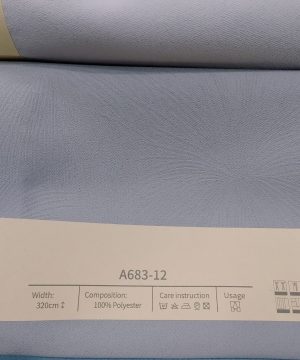 A683-12
Width: Composition: Care instruction Usage
320cm 100% Polyester